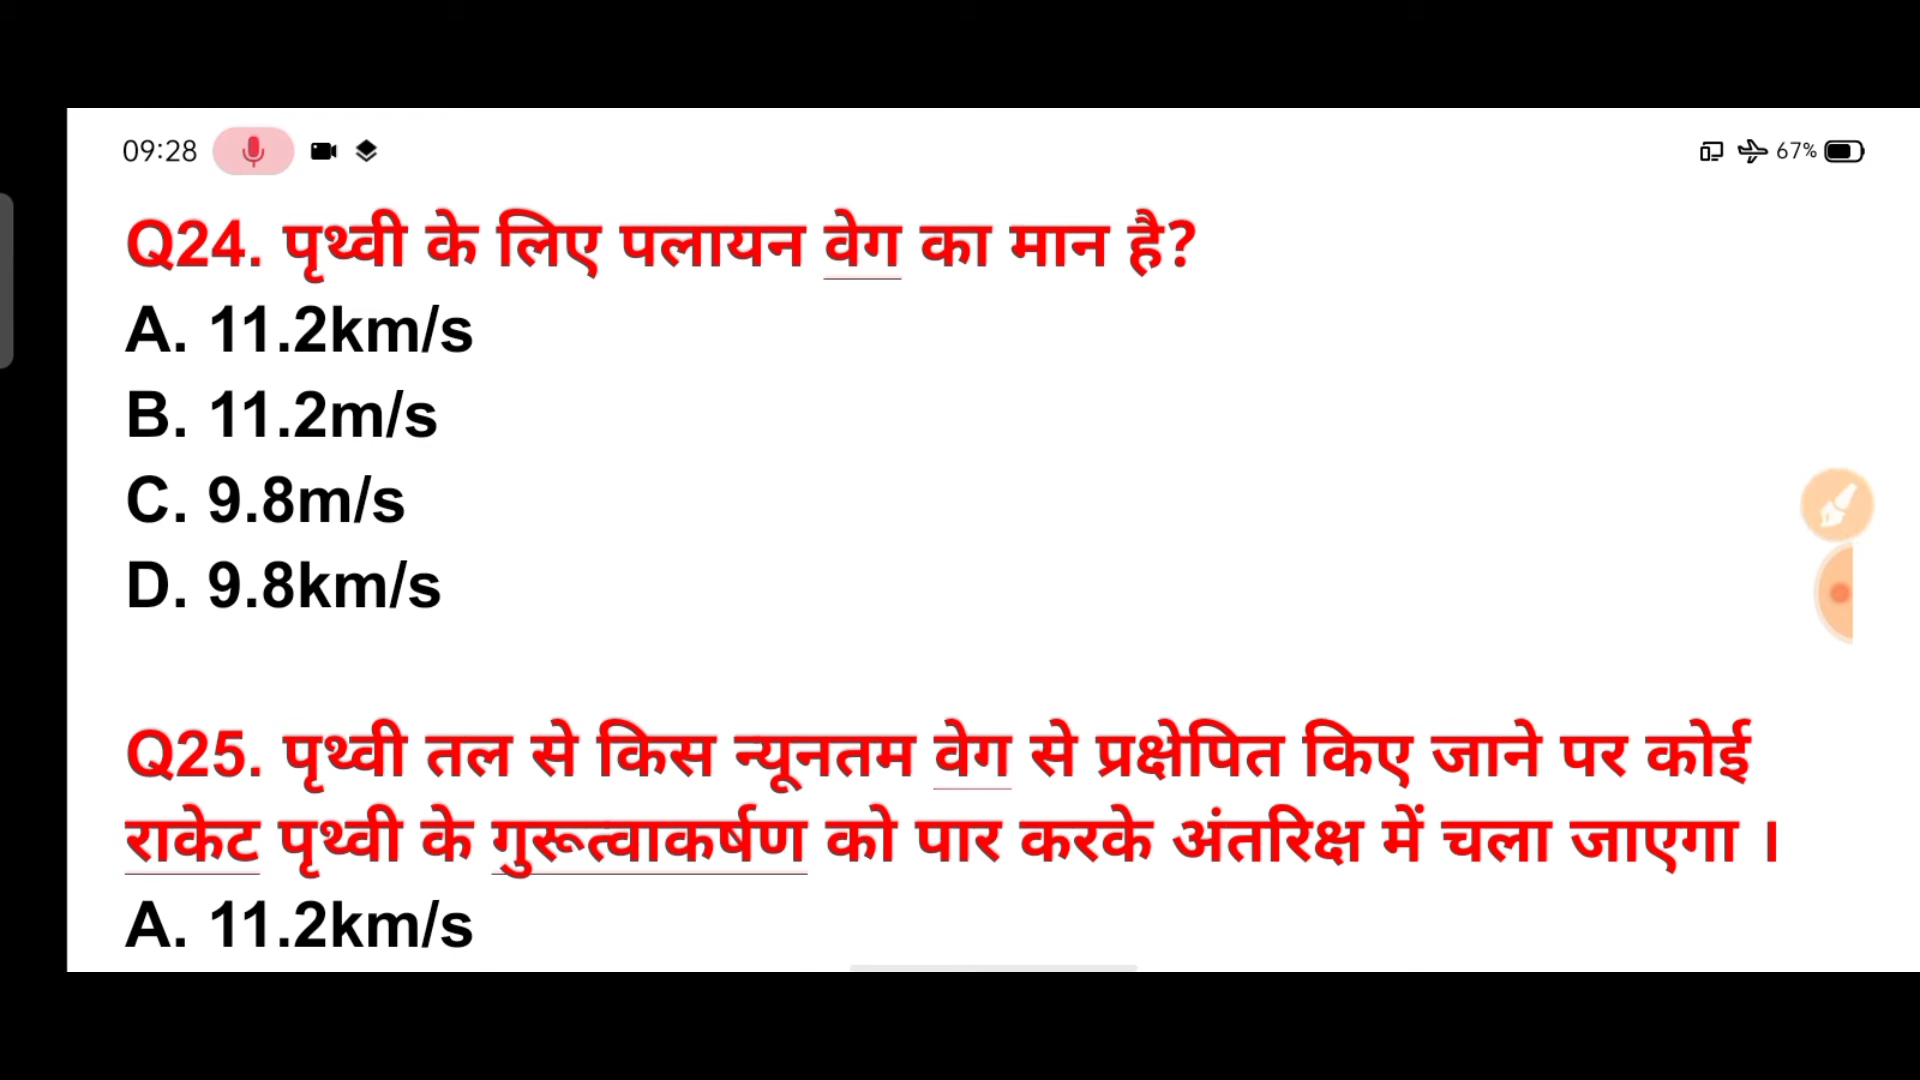 09:28
67%
Q24. पृथ्वी के लिए पलायन वेग का मान है?
A. 11.2km/s
B. 11.2m/s
C. 9.8m/s
D. 9.8km/s
Q25. पृथ्वी तल से किस न्यूनतम वेग से प्रक्षेपित किए जाने पर कोई
राकेट पृथ्वी के गुरूत्वाकर्षण को पार करके अंतरिक्ष में चला जाएगा ।
A. 11.2km/s